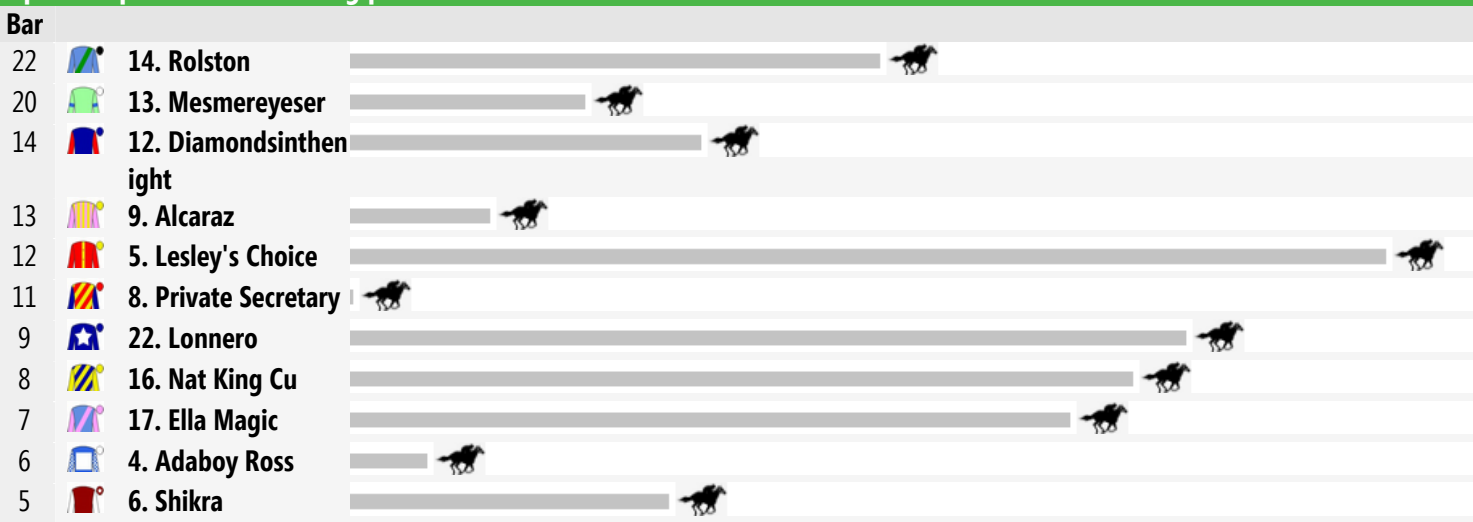 Bar
22 14. Rolston
20 13. Mesmereyeser
14 12. Diamondsinthen
ight
13 9. Alcaraz
12 5. Lesley's Choice
11 8. Private Secretary
9 22. Lonnero
8 16. Nat King Cu
7 17. Ella Magic
6 4. Adaboy Ross
5 6. Shikra